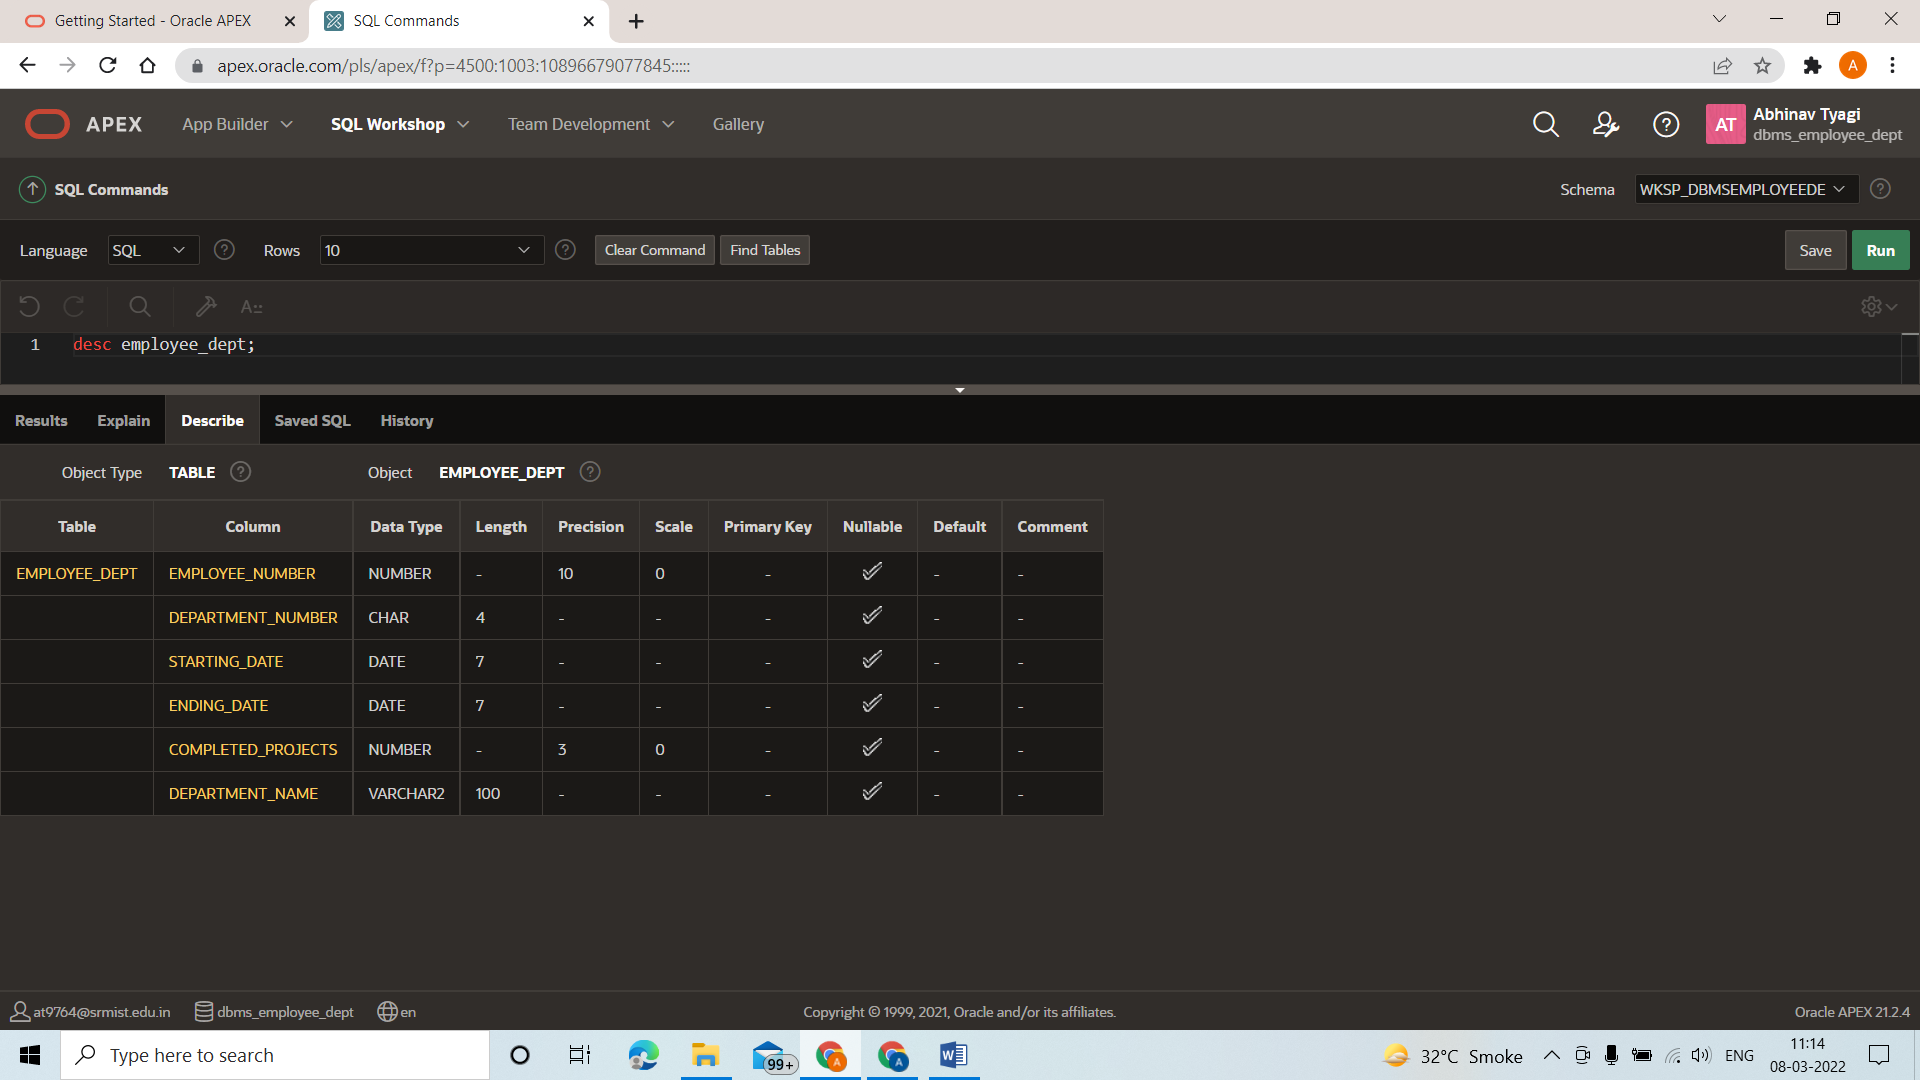 Getting Started - Oracle APEX
SQL Commands
apex.oracle.com/pls/apex/f?p=4500:1003:10896679077845:::::
A
APEX
App Builder
SQL Workshop
Team Development
Gallery
AT
Abhinav Tyagi
dbms_employee_dept
SQL Commands
Schema
WKSP_DBMSEMPLOYEEDE
Language
SQL
Rows
10
Clear Command
Find Tables
Save
Run
1 desc employee_dept;
Results Explain Describe Saved SQL History
Object Type TABLE Object EMPLOYEE_DEPT
Table Column Data Type Length Precision Scale Primary Key Nullable Default Comment
EMPLOYEE_DEPT EMPLOYEE_NUMBER NUMBER - 10 0 - - -
DEPARTMENT_NUMBER CHAR 4 - - - - -
STARTING_DATE DATE 7 - - - - -
ENDING_DATE DATE 7 - - - - -
COMPLETED_PROJECTS NUMBER - 3 0 - - -
DEPARTMENT_NAME VARCHAR2 100 - - - - -
at9764@srmist.edu.in dbms_employee_dept en
Copyright © 1999, 2021, Oracle and/or its affiliates.
Oracle APEX 21.2.4
Type here to search
99+
A
A
32°C Smoke
ENG
11:14
08-03-2022